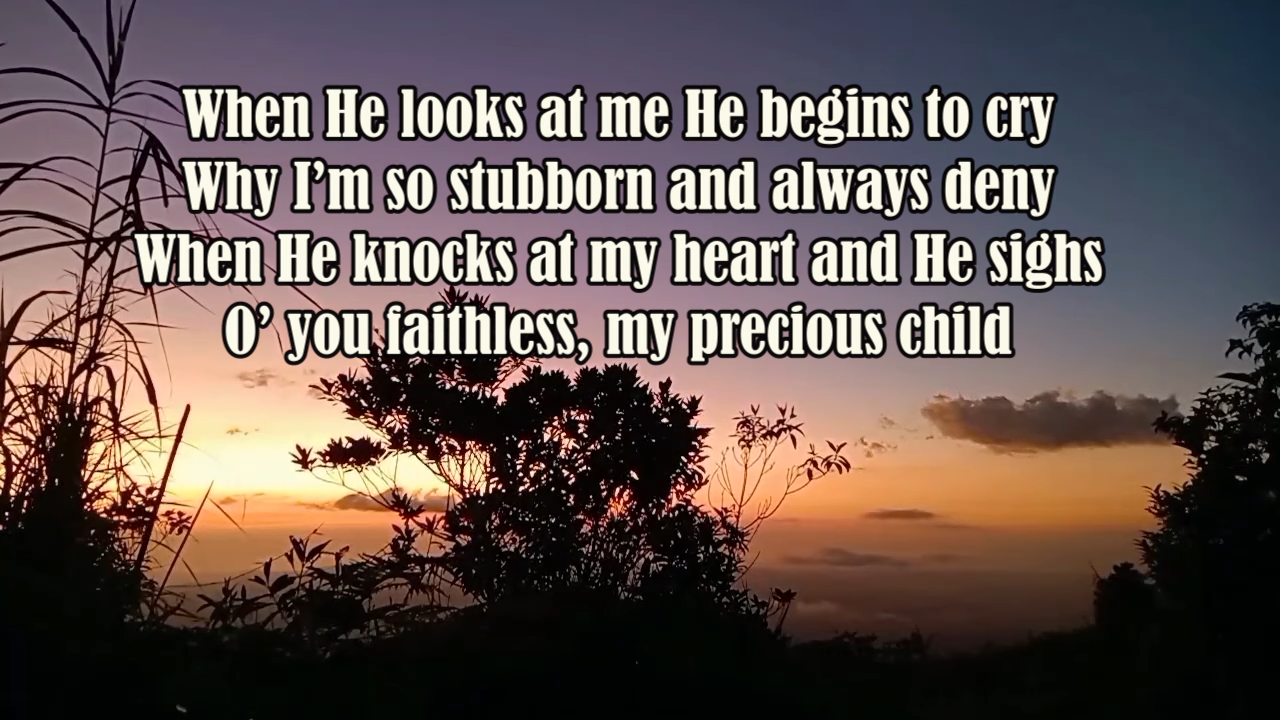 When He looks at me He begins to cry
Why I’m so stubborn and always deny
When He knocks at my heart and He sighs
O’ you faithless, my precious child